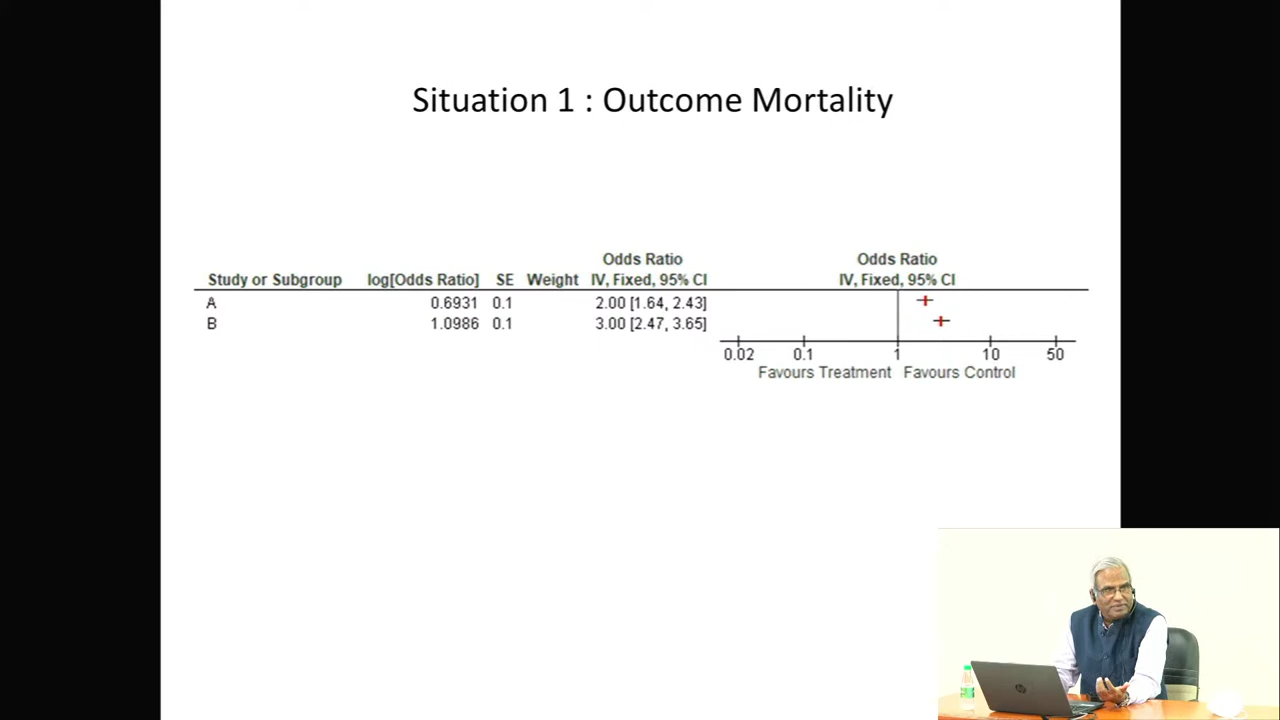 Situation 1 : Outcome Mortality
Odds Ratio Odds Ratio
Study or Subgroup log[Odds Ratio] SE Weight IV, Fixed, 95% CI IV, Fixed, 95% CI
A 0.6931 0.1 2.00 [1.64, 2.43]
B 1.0986 0.1 3.00 [2.47, 3.65]
0.02 0.1 1 10 50
Favours Treatment Favours Control